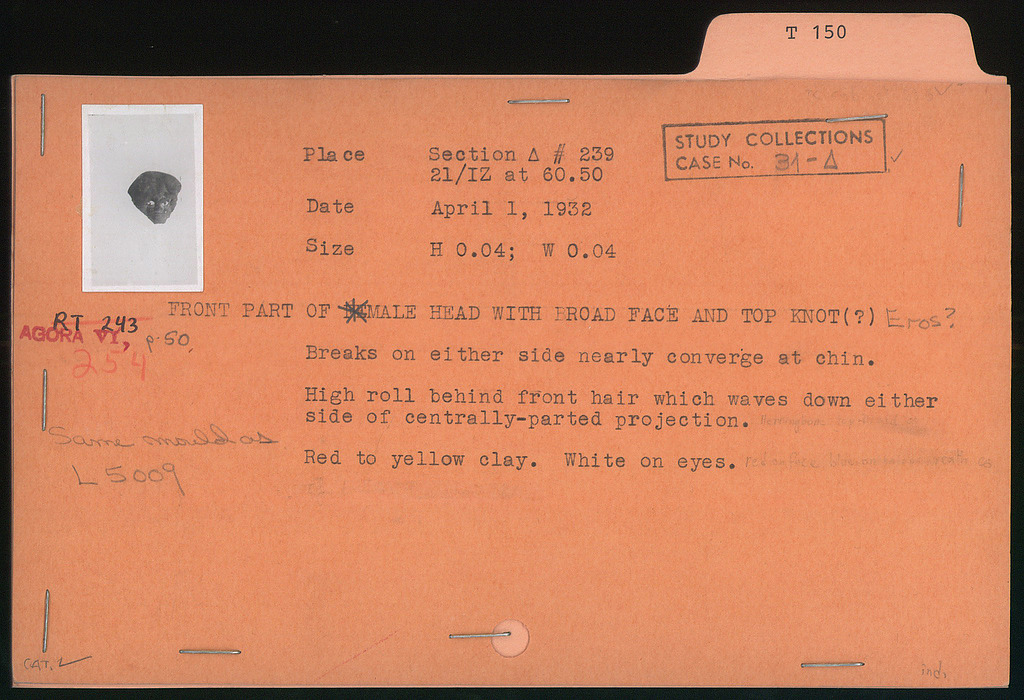 T 150
STUDY COLLECTIONS
CASE No. 31-Δ ✓
Place Section Δ # 239
21/IZ at 60.50
Date April 1, 1932
Size H 0.04; W 0.04
FRONT PART OF MALE HEAD WITH BROAD FACE AND TOP KNOT(?) Eros?
RT 243
AGORA VII, p. 50,
254
Breaks on either side nearly converge at chin.
High roll behind front hair which waves down either
side of centrally-parted projection.
Same mould as
L 5009
Red to yellow clay. White on eyes.
CAT. ✓